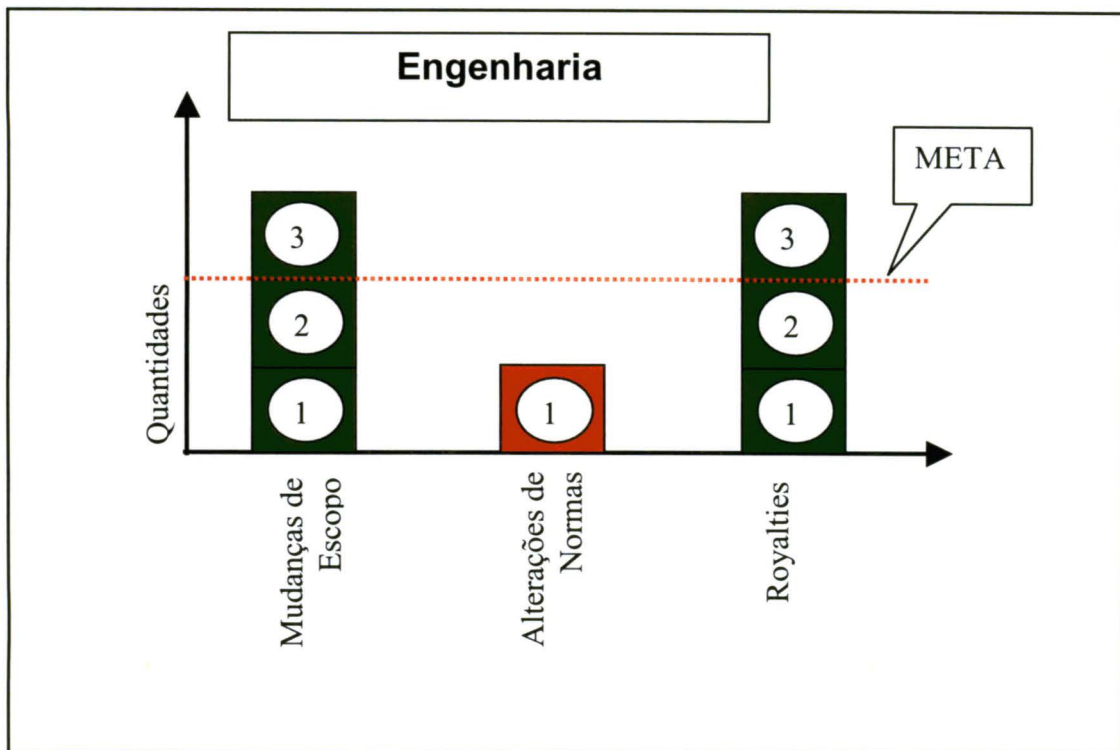 Engenharia
META
Quantidades
3
2
1
1
3
2
1
Mudanças de
Escopo
Alterações de
Normas
Royalties